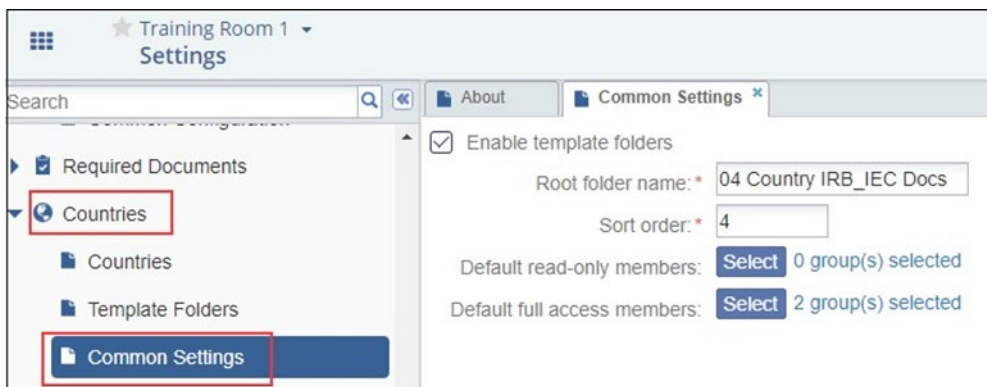 Training Room 1
Settings
Search
About
Common Settings
Required Documents
Countries
Countries
Template Folders
Common Settings
Enable template folders
Root folder name:* 04 Country IRB_IEC Docs
Sort order:* 4
Default read-only members: Select 0 group(s) selected
Default full access members: Select 2 group(s) selected